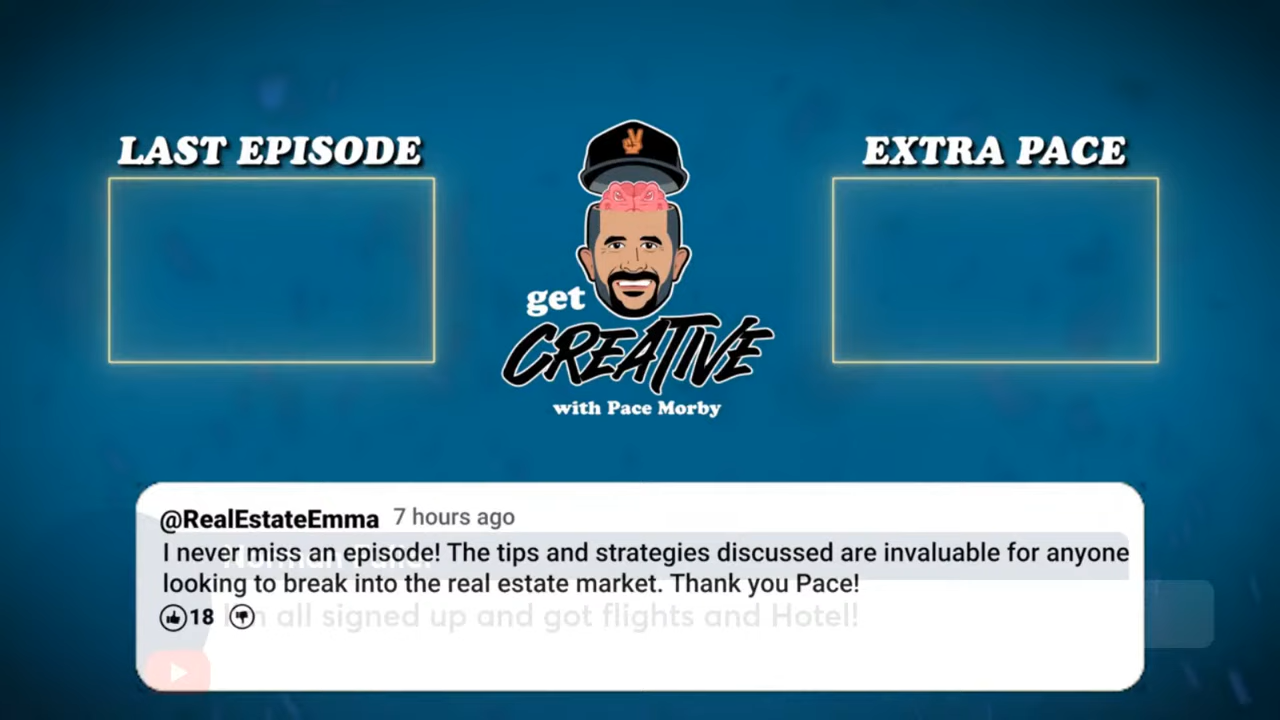 LAST EPISODE
EXTRA PACE
get
CREATIVE
with Pace Morby
@RealEstateEmma 7 hours ago
I never miss an episode! The tips and strategies discussed are invaluable for anyone
looking to break into the real estate market. Thank you Pace!
18
all signed up and got flights and Hotel!